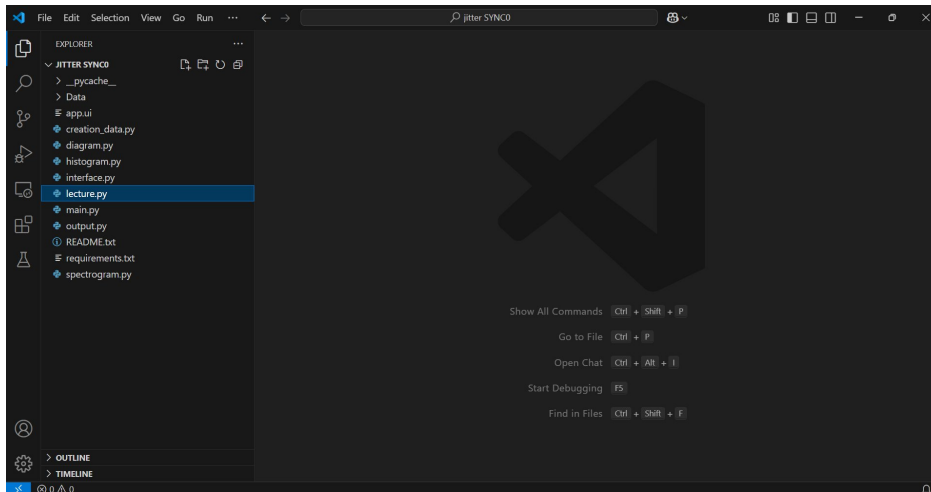 File Edit Selection View Go Run ··· ← → jitter SYNC0
EXPLORER ···
JITTER SYNC0
> __pycache__
> Data
app.ui
creation_data.py
diagram.py
histogram.py
interface.py
lecture.py
main.py
output.py
README.txt
requirements.txt
spectrogram.py
Show All Commands Ctrl + Shift + P
Go to File Ctrl + P
Open Chat Ctrl + Alt + I
Start Debugging F5
Find in Files Ctrl + Shift + F
> OUTLINE
> TIMELINE
0 0